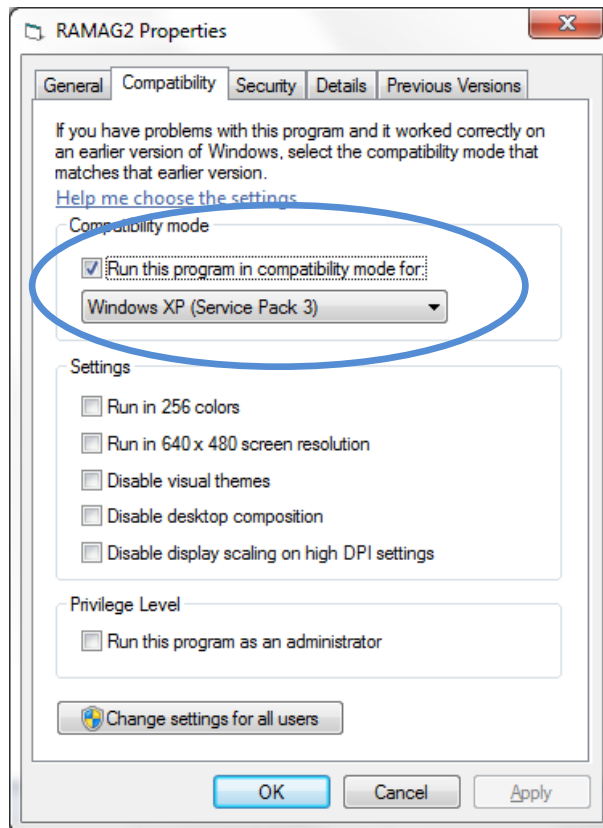 RAMAG2 Properties
General Compatibility Security Details Previous Versions
If you have problems with this program and it worked correctly on
an earlier version of Windows, select the compatibility mode that
matches that earlier version.
Help me choose the settings
Compatibility mode
Run this program in compatibility mode for:
Windows XP (Service Pack 3)
Settings
Run in 256 colors
Run in 640 x 480 screen resolution
Disable visual themes
Disable desktop composition
Disable display scaling on high DPI settings
Privilege Level
Run this program as an administrator
Change settings for all users
OK Cancel Apply